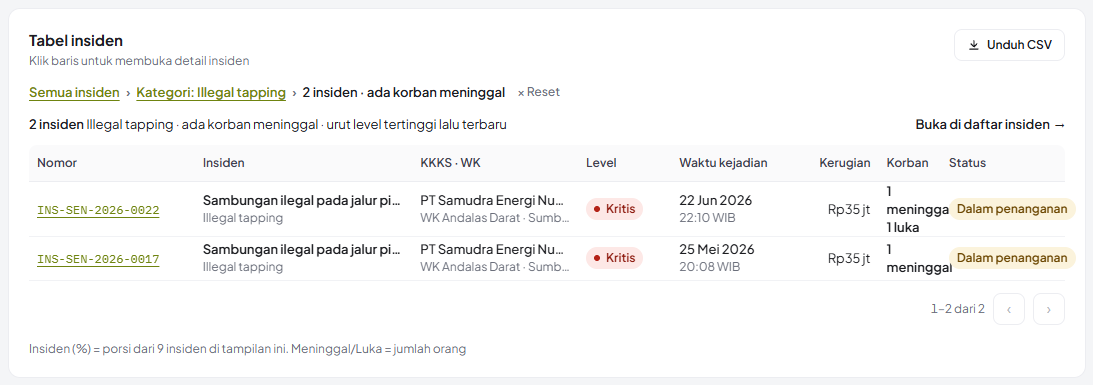 Tabel insiden
Unduh CSV
Klik baris untuk membuka detail insiden
Semua insiden › Kategori: Illegal tapping › 2 insiden · ada korban meninggal × Reset
2 insiden Illegal tapping · ada korban meninggal · urut level tertinggi lalu terbaru
Buka di daftar insiden →
Nomor Insiden KKKS · WK Level Waktu kejadian Kerugian Korban Status
INS-SEN-2026-0022
Sambungan ilegal pada jalur pi...
Illegal tapping
PT Samudra Energi Nu...
WK Andalas Darat · Sumb...
Kritis
22 Jun 2026
22:10 WIB
Rp35 jt
1
meningga
1 luka
Dalam penanganan
INS-SEN-2026-0017
Sambungan ilegal pada jalur pi...
Illegal tapping
PT Samudra Energi Nu...
WK Andalas Darat · Sumb...
Kritis
25 Mei 2026
20:08 WIB
Rp35 jt
1
meninggal
Dalam penanganan
1–2 dari 2 ‹ ›
Insiden (%) = porsi dari 9 insiden di tampilan ini. Meninggal/Luka = jumlah orang